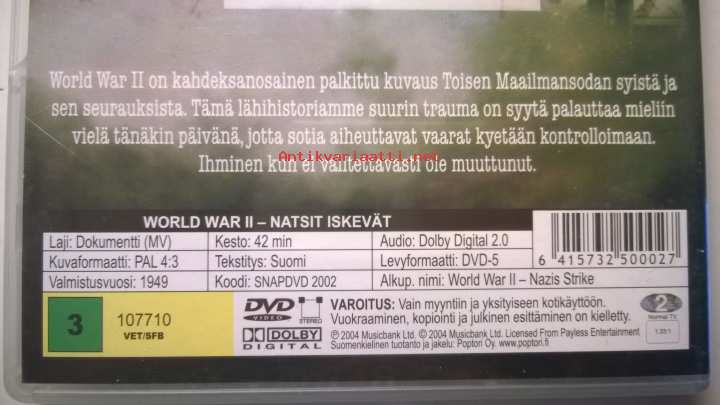 World War II on kahdeksanosainen palkittu kuvaus Toisen Maailmansodan syistä ja
sen seurauksista. Tämä lähihistoriamme suurin trauma on syytä palauttaa mieliin
vielä tänäkin päivänä, jotta sotia aiheuttavat vaarat kyetään kontrolloimaan.
Antikvariaatti.net
Ihminen kun ei valitettavasti ole muuttunut.
WORLD WAR II – NATSIT ISKEVÄT
Laji: Dokumentti (MV) Kesto: 42 min Audio: Dolby Digital 2.0
Kuvaformaatti: PAL 4:3 Tekstitys: Suomi Levyformaatti: DVD-5
Valmistusvuosi: 1949 Koodi: SNAPDVD 2002 Alkup. nimi: World War II – Nazis Strike
6 415732 500027
3
107710
VET/SFB
DVD
VIDEO
STEREO
DOLBY
DIGITAL
VAROITUS: Vain myyntiin ja yksityiseen kotikäyttöön.
Vuokraaminen, kopiointi ja julkinen esittäminen on kielletty.
℗ 2004 Musicbank Ltd. © 2004 Musicbank Ltd. Licensed From Payless Entertainment
Suomenkielinen tuotanto ja jakelu: Poptori Oy. www.poptori.fi
2
Normal TV
1.33:1